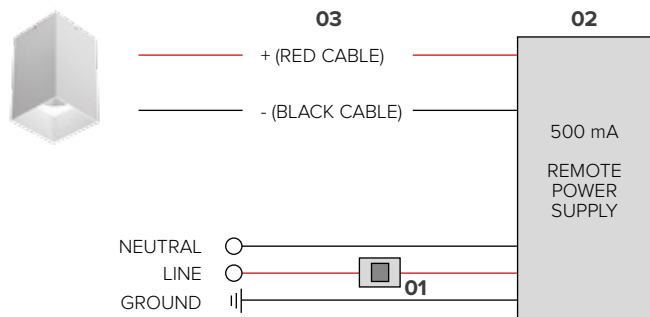 03
02
+ (RED CABLE)
- (BLACK CABLE)
500 mA
REMOTE
POWER
SUPPLY
NEUTRAL
LINE
01
GROUND